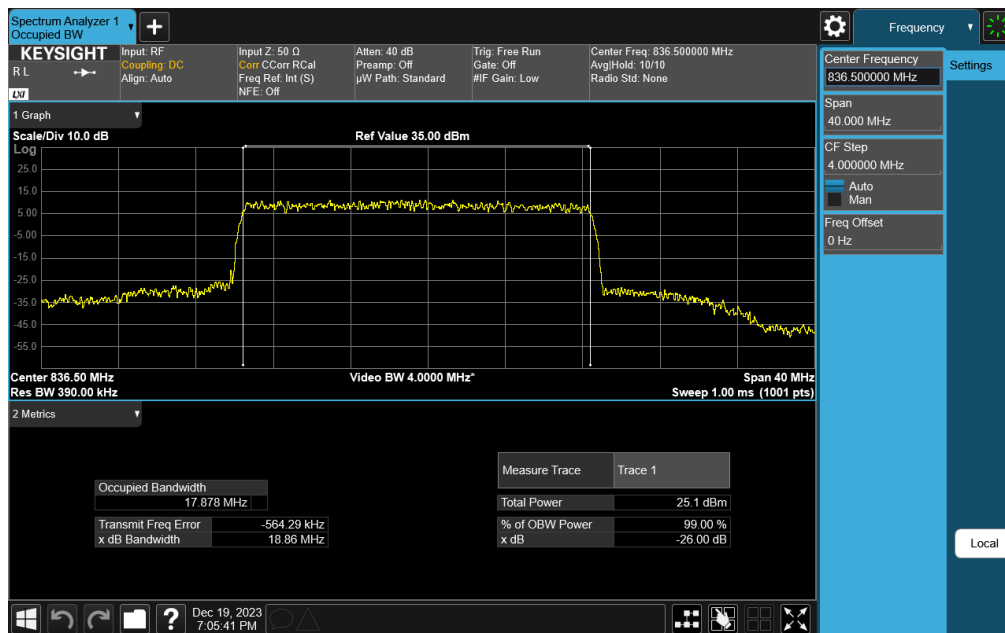 Spectrum Analyzer 1
Occupied BW
Frequency
KEYSIGHT
R L
LXI
Input: RF
Coupling: DC
Align: Auto
Input Z: 50 Ω
Corr CCorr RCal
Freq Ref: Int (S)
NFE: Off
Atten: 40 dB
Preamp: Off
µW Path: Standard
Trig: Free Run
Gate: Off
#IF Gain: Low
Center Freq: 836.500000 MHz
Avg|Hold: 10/10
Radio Std: None
Center Frequency
836.500000 MHz
Settings
Span
40.000 MHz
CF Step
4.000000 MHz
Auto
Man
Freq Offset
0 Hz
1 Graph
Scale/Div 10.0 dB
Ref Value 35.00 dBm
Log
25.0
15.0
5.00
-5.00
-15.0
-25.0
-35.0
-45.0
-55.0
Center 836.50 MHz
Video BW 4.0000 MHz*
Span 40 MHz
Res BW 390.00 kHz
Sweep 1.00 ms (1001 pts)
2 Metrics
Measure Trace Trace 1
Occupied Bandwidth
17.878 MHz
Total Power 25.1 dBm
Transmit Freq Error -564.29 kHz
% of OBW Power 99.00 %
x dB Bandwidth 18.86 MHz
x dB -26.00 dB
Local
?
Dec 19, 2023
7:05:41 PM